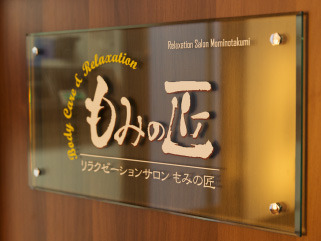 Relaxation Salon Mominotakumi
Body Care & Relaxation
もみの匠
リラクゼーションサロン もみの匠